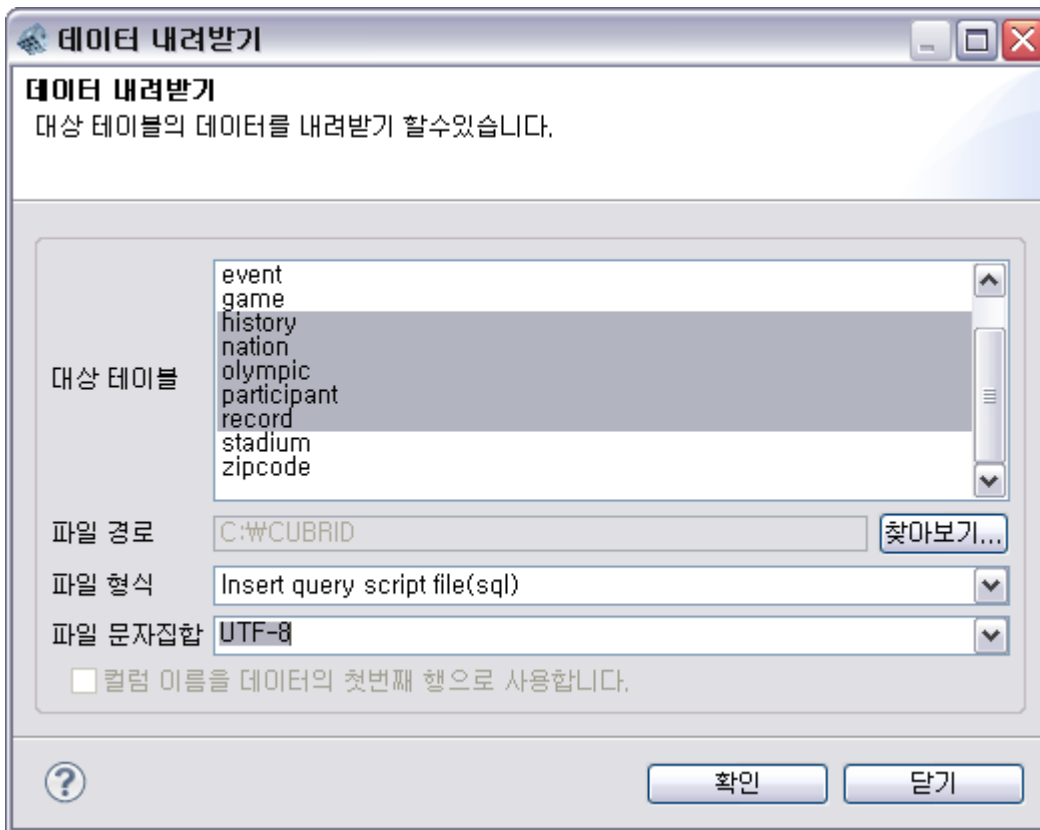 데이터 내려받기
데이터 내려받기
대상 테이블의 데이터를 내려받기 할수있습니다.
대상 테이블
event
game
history
nation
olympic
participant
record
stadium
zipcode
파일 경로 C:₩CUBRID 찾아보기...
파일 형식 Insert query script file(sql)
파일 문자집합 UTF-8
컬럼 이름을 데이터의 첫번째 행으로 사용합니다.
? 확인 닫기